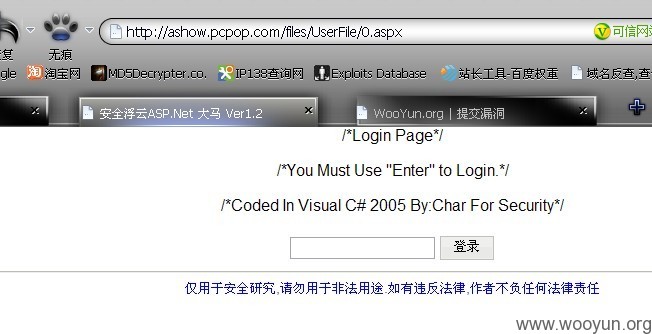 http://ashow.pcpop.com/files/UserFile/0.aspx
可信网站
无痕
淘宝网
MD5Decrypter.co.
IP138查询网
Exploits Database
站长工具-百度权重
域名反查,查
安全浮云ASP.Net 大马 Ver1.2
WooYun.org | 提交漏洞
/*Login Page*/
/*You Must Use "Enter" to Login.*/
/*Coded In Visual C# 2005 By:Char For Security*/
登录
仅用于安全研究,请勿用于非法用途.如有违反法律,作者不负任何法律责任
www.wooyun.org